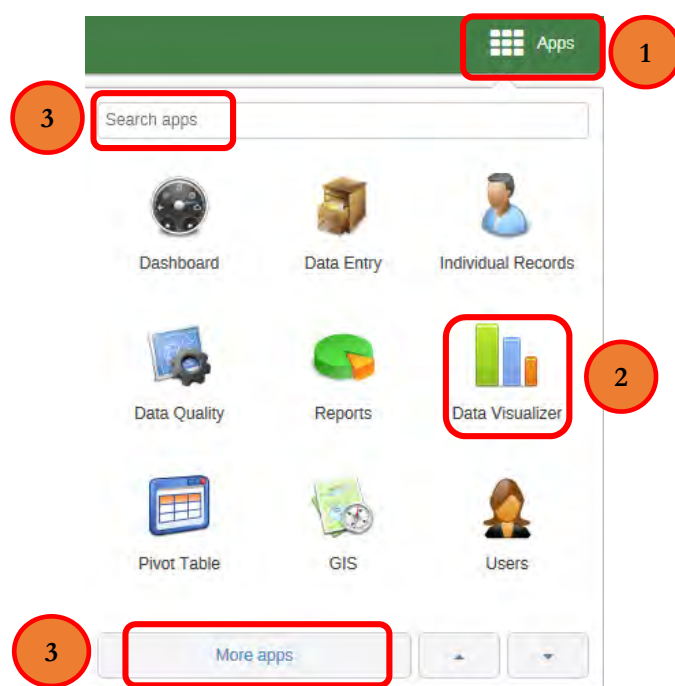 Apps
1
3
Search apps
Dashboard
Data Entry
Individual Records
2
Data Quality
Reports
Data Visualizer
Pivot Table
GIS
Users
3
More apps